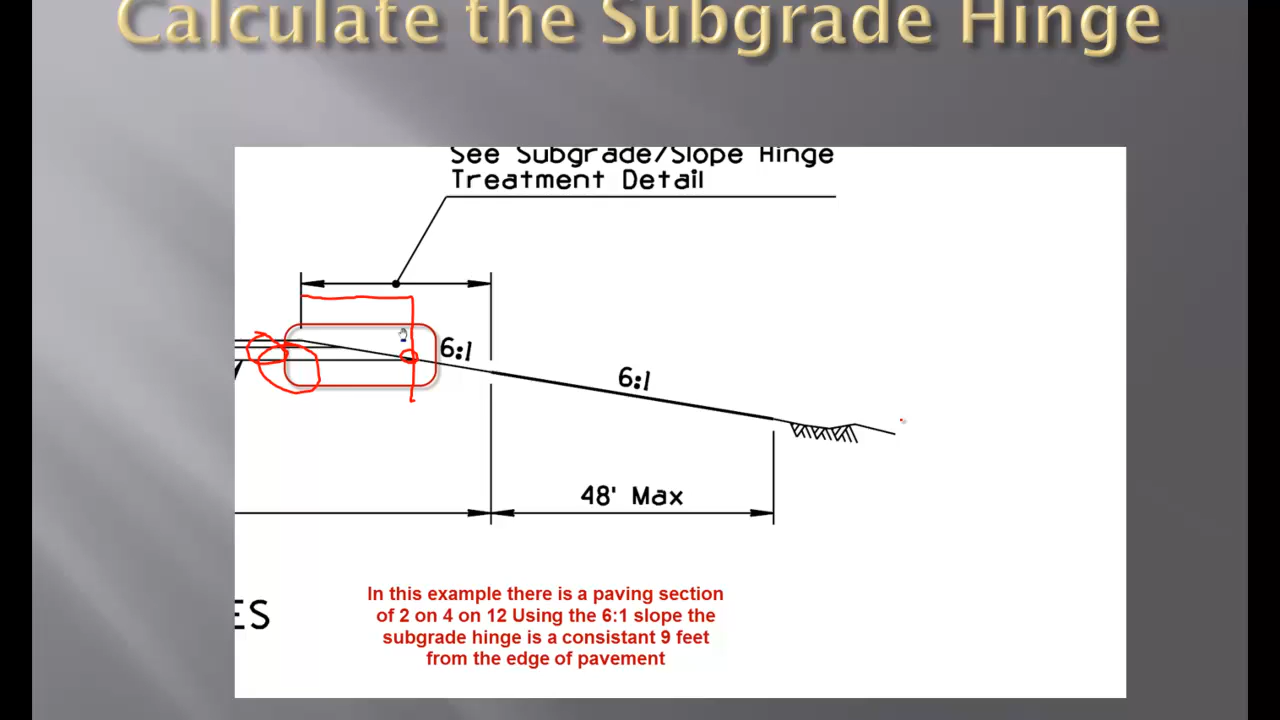 Calculate the Subgrade Hinge
See Subgrade/Slope Hinge
Treatment Detail
6:1
6:1
48' Max
ES
In this example there is a paving section
of 2 on 4 on 12 Using the 6:1 slope the
subgrade hinge is a consistant 9 feet
from the edge of pavement